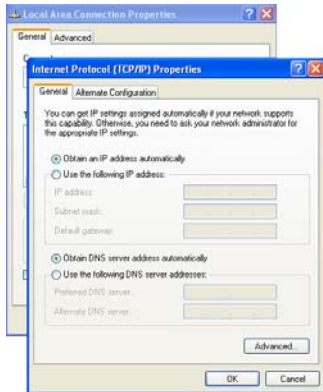 Local Area Connection Properties
General Advanced
Internet Protocol (TCP/IP) Properties
General Alternate Configuration
You can get IP settings assigned automatically if your network supports
this capability. Otherwise, you need to ask your network administrator for
the appropriate IP settings.
Obtain an IP address automatically
Use the following IP address:
IP address:
Subnet mask:
Default gateway:
Obtain DNS server address automatically
Use the following DNS server addresses:
Preferred DNS server:
Alternate DNS server:
Advanced...
OK Cancel